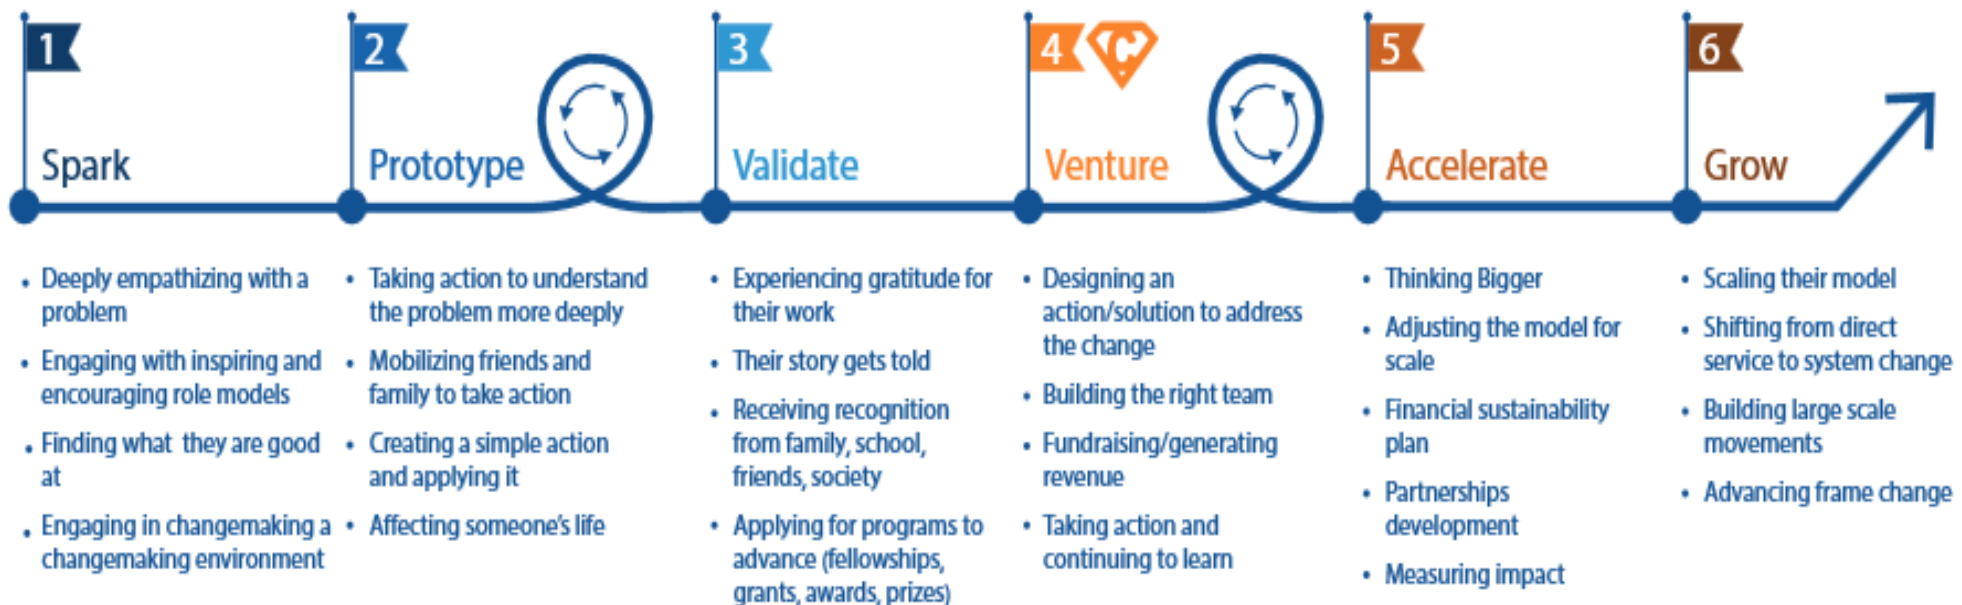 1
Spark
• Deeply empathizing with a
problem
• Engaging with inspiring and
encouraging role models
• Finding what they are good
at
• Engaging in changemaking a
changemaking environment
2
Prototype
• Taking action to understand
the problem more deeply
• Mobilizing friends and
family to take action
• Creating a simple action
and applying it
• Affecting someone's life
3
Validate
• Experiencing gratitude for
their work
• Their story gets told
• Receiving recognition
from family, school,
friends, society
• Applying for programs to
advance (fellowships,
grants, awards, prizes)
4 C
Venture
• Designing an
action/solution to address
the change
• Building the right team
• Fundraising/generating
revenue
• Taking action and
continuing to learn
5
Accelerate
• Thinking Bigger
• Adjusting the model for
scale
• Financial sustainability
plan
• Partnerships
development
• Measuring impact
6
Grow
• Scaling their model
• Shifting from direct
service to system change
• Building large scale
movements
• Advancing frame change